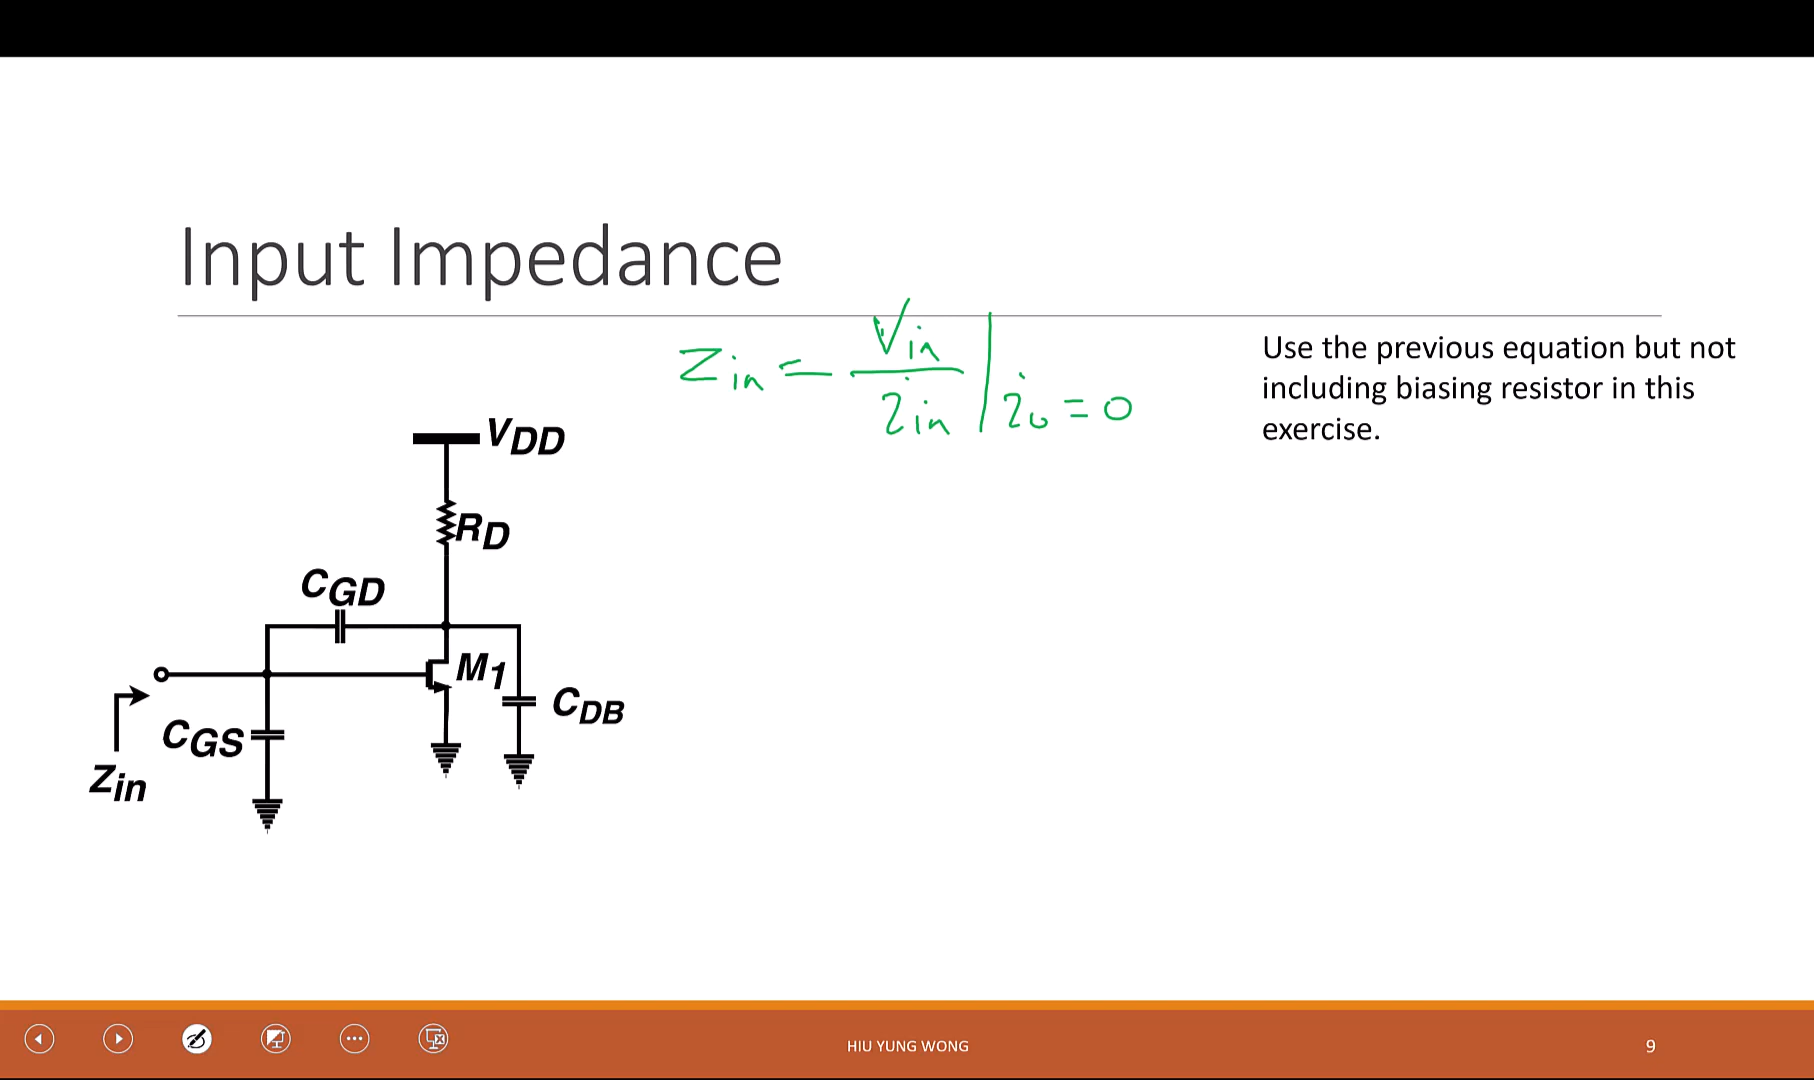 Input Impedance
Zin = Vin / iin | io = 0
Use the previous equation but not
including biasing resistor in this
exercise.
VDD
RD
CGD
M1
CDB
CGS
Zin
HIU YUNG WONG
9